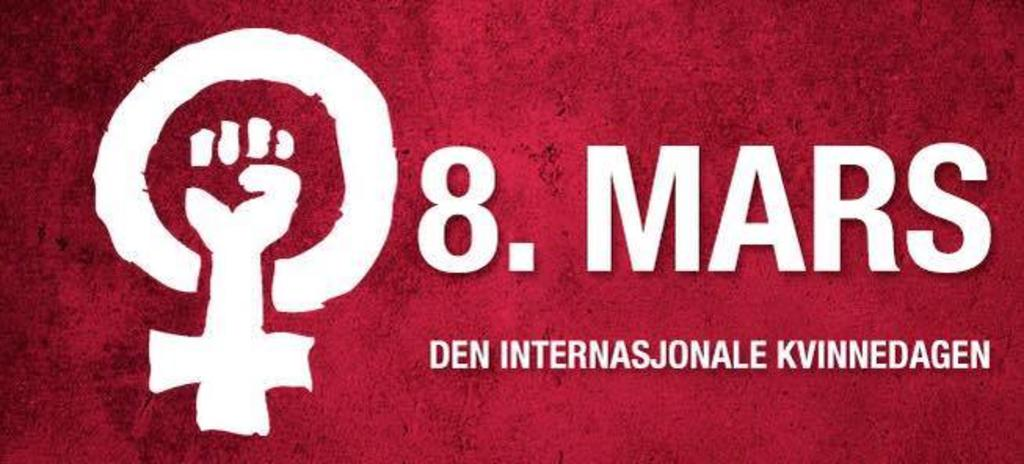 8. MARS
DEN INTERNASJONALE KVINNEDAGEN